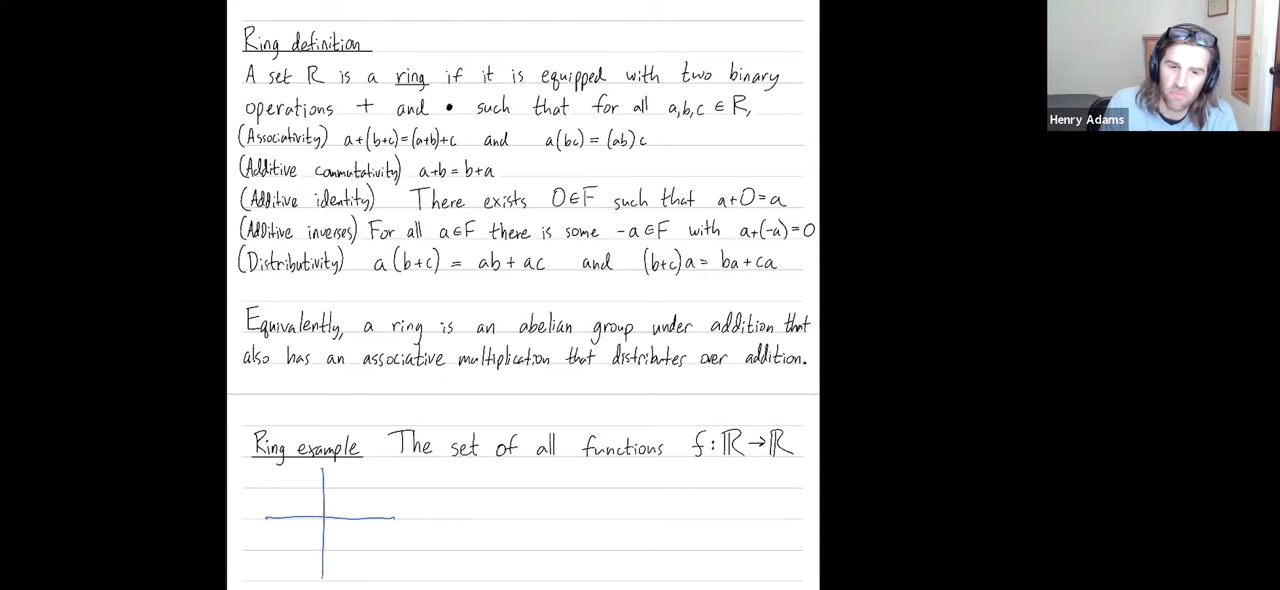 Ring definition
A set R is a ring if it is equipped with two binary
operations + and • such that for all a,b,c ∈ R,
(Associativity) a+(b+c)=(a+b)+c and a(bc)=(ab)c
(Additive commutativity) a+b=b+a
(Additive identity) There exists 0∈F such that a+0=a
(Additive inverses) For all a∈F there is some -a∈F with a+(-a)=0
(Distributivity) a(b+c) = ab+ac and (b+c)a= ba+ca
Equivalently, a ring is an abelian group under addition that
also has an associative multiplication that distributes over addition.
Ring example The set of all functions f:ℝ→ℝ
Henry Adams